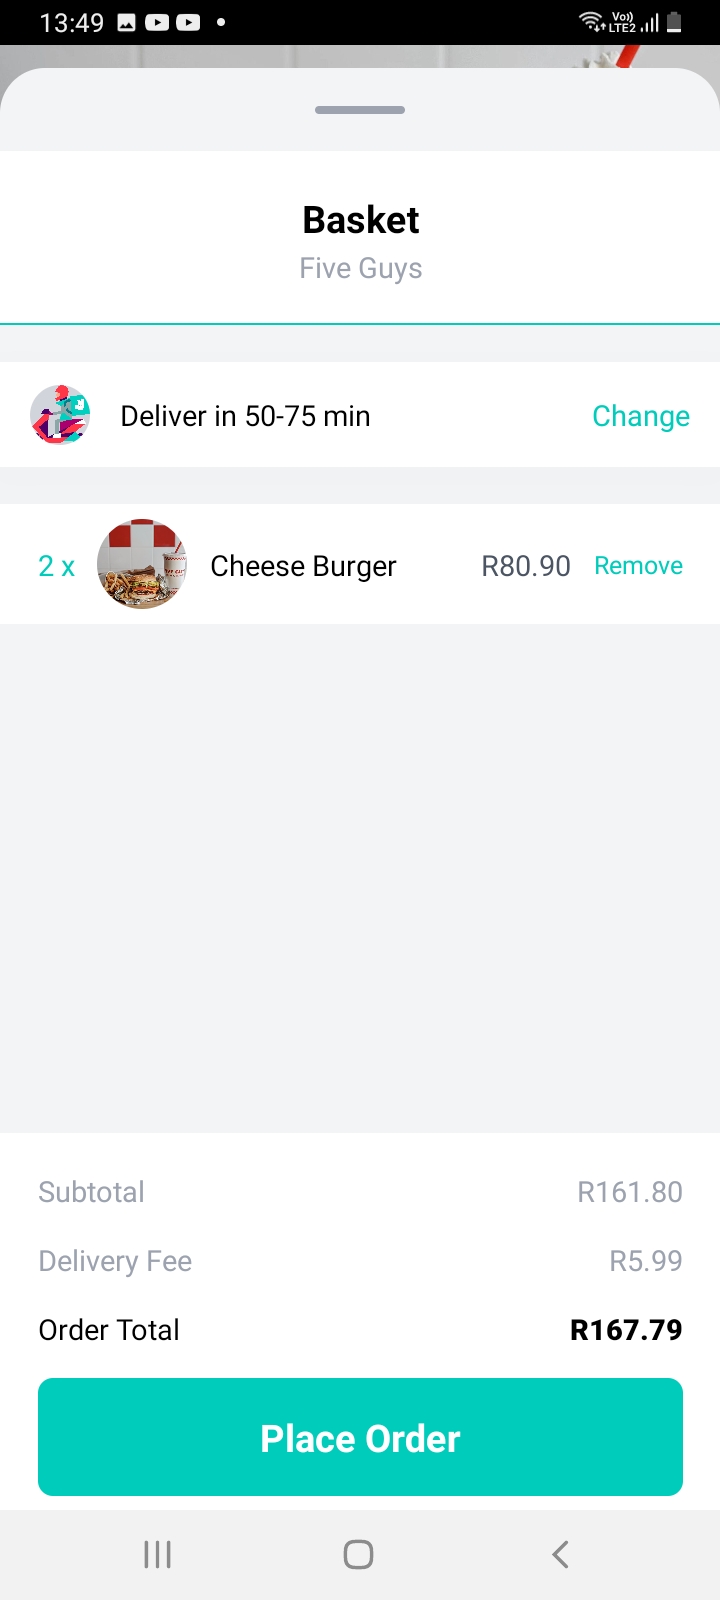 13:49
Vo))
LTE2
Basket
Five Guys
Deliver in 50-75 min
Change
2 x
Cheese Burger
R80.90
Remove
Subtotal
R161.80
Delivery Fee
R5.99
Order Total
R167.79
Place Order